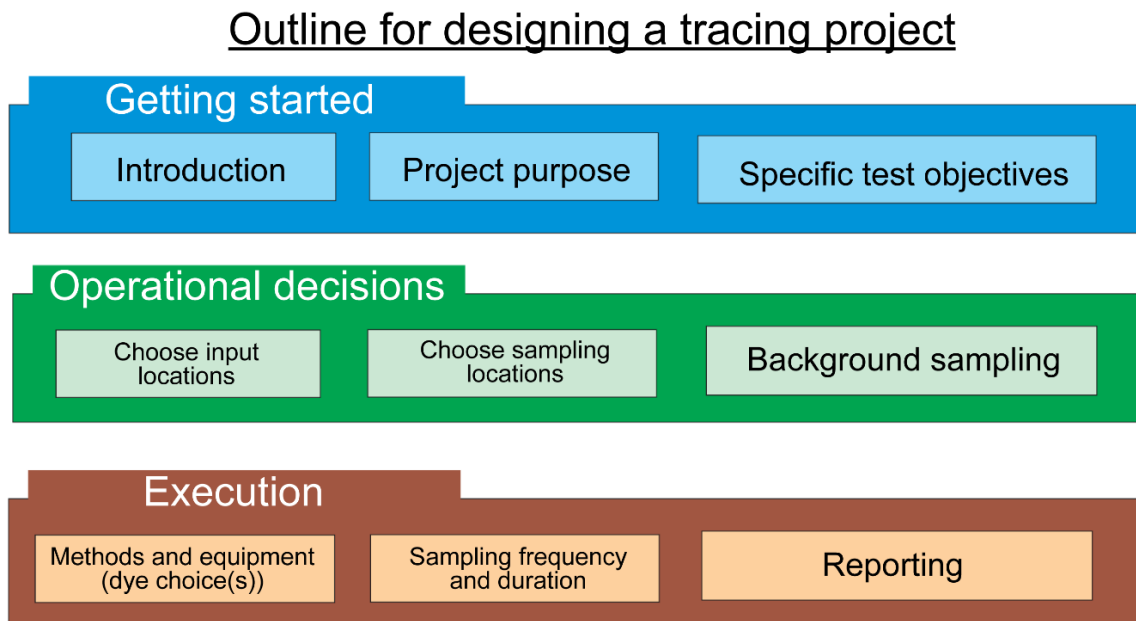 Outline for designing a tracing project
Getting started
Introduction
Project purpose
Specific test objectives
Operational decisions
Choose input
locations
Choose sampling
locations
Background sampling
Execution
Methods and equipment
(dye choice(s))
Sampling frequency
and duration
Reporting